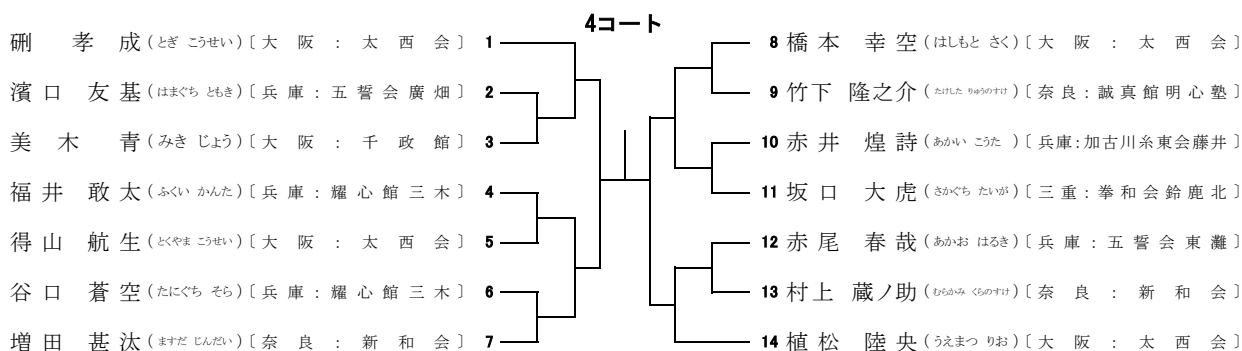 4コート
硎 孝成 (とぎ こうせい) 〔大阪:太西会〕 1
濱口 友基 (はまぐち ともき) 〔兵庫:五誓会廣畑〕 2
美木 青 (みき じょう) 〔大阪:千政館〕 3
福井 敢太 (ふくい かんた) 〔兵庫:耀心館三木〕 4
得山 航生 (とくやま こうせい) 〔大阪:太西会〕 5
谷口 蒼空 (たにぐち そら) 〔兵庫:耀心館三木〕 6
増田 甚汰 (ますだ じんだい) 〔奈良:新和会〕 7
8 橋本 幸空 (はしもと さく) 〔大阪:太西会〕
9 竹下 隆之介 (たけした りゅうのすけ) 〔奈良:誠真館明心塾〕
10 赤井 煌詩 (あかい こうた) 〔兵庫:加古川糸東会藤井〕
11 坂口 大虎 (さかぐち たいが) 〔三重:拳和会鈴鹿北〕
12 赤尾 春哉 (あかお はるき) 〔兵庫:五誓会東灘〕
13 村上 蔵ノ助 (むらかみ くらのすけ) 〔奈良:新和会〕
14 植松 陸央 (うえまつ りお) 〔大阪:太西会〕